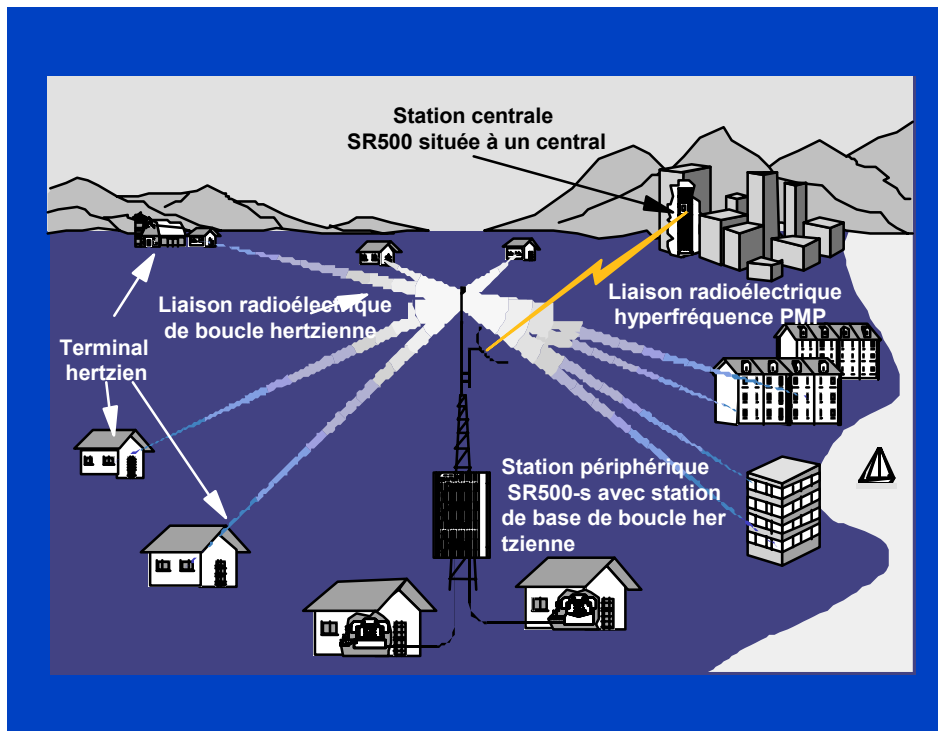 Station centrale
SR500 située à un central
Liaison radioélectrique
de boucle hertzienne
Liaison radioélectrique
hyperfréquence PMP
Terminal
hertzien
Station périphérique
SR500-s avec station
de base de boucle her
tzienne